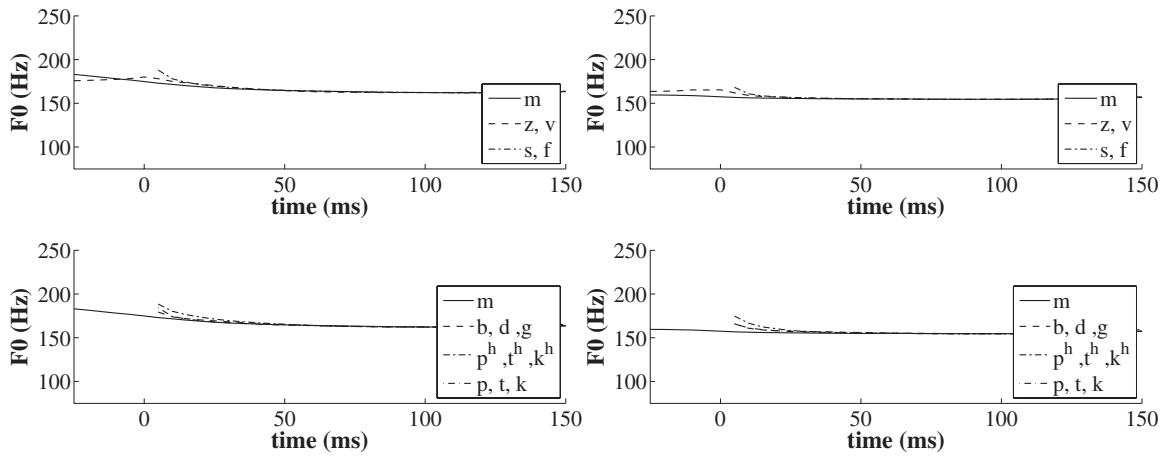 250
200
150
100
F0 (Hz)
0 50 100 150
time (ms)
m
z, v
s, f
250
200
150
100
F0 (Hz)
0 50 100 150
time (ms)
m
z, v
s, f
250
200
150
100
F0 (Hz)
0 50 100 150
time (ms)
m
b, d ,g
pʰ ,tʰ ,kʰ
p, t, k
250
200
150
100
F0 (Hz)
0 50 100 150
time (ms)
m
b, d ,g
pʰ ,tʰ ,kʰ
p, t, k